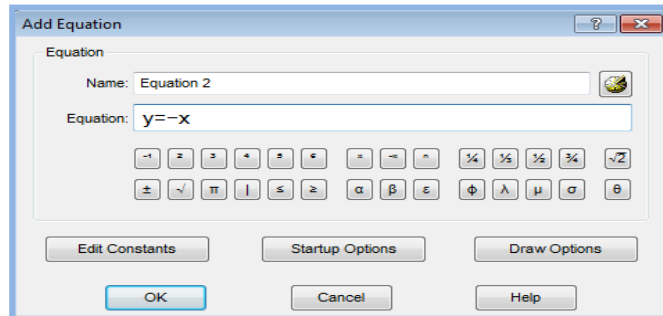 Add Equation
Equation
Name: Equation 2
Equation: y=-x
-1 2 3 4 5 6 x -x n ¼ ⅓ ½ ¾ √2
± √ π | ≤ ≥ α β ε φ λ μ σ θ
Edit Constants Startup Options Draw Options
OK Cancel Help